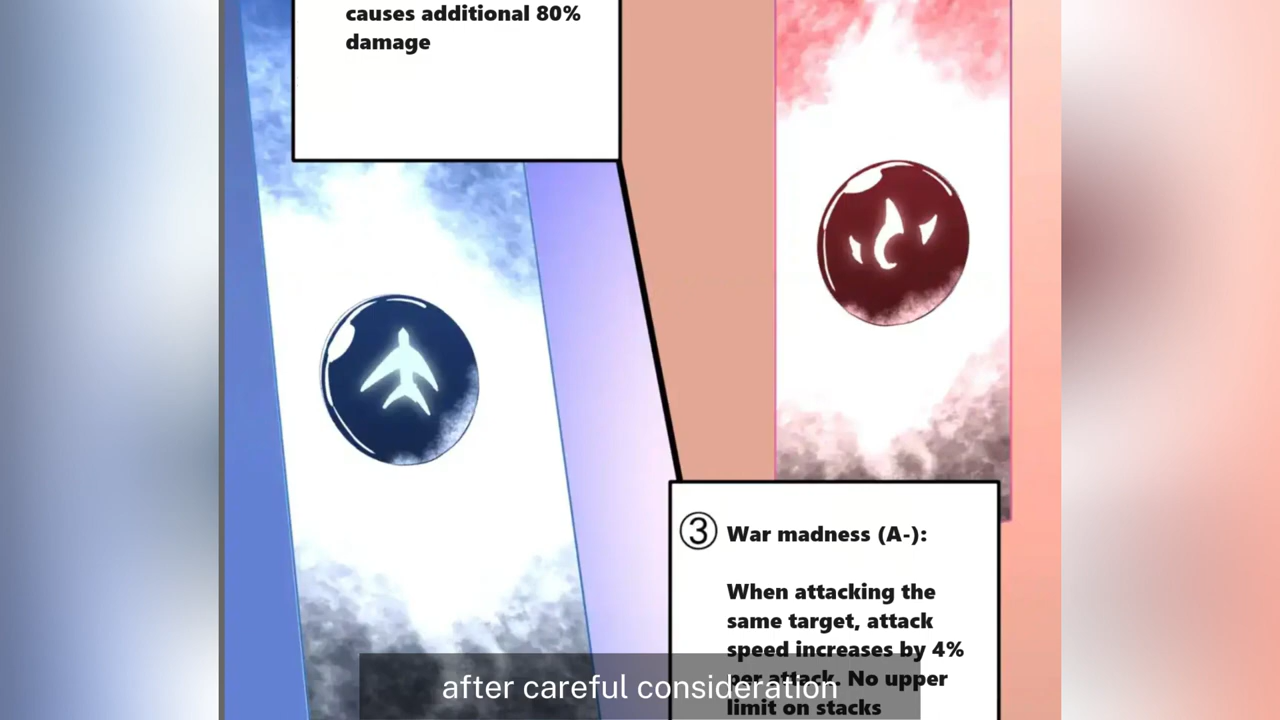 causes additional 80%
damage
③ War madness (A-):
When attacking the
same target, attack
speed increases by 4%
per attack. No upper
limit on stacks
after careful consideration